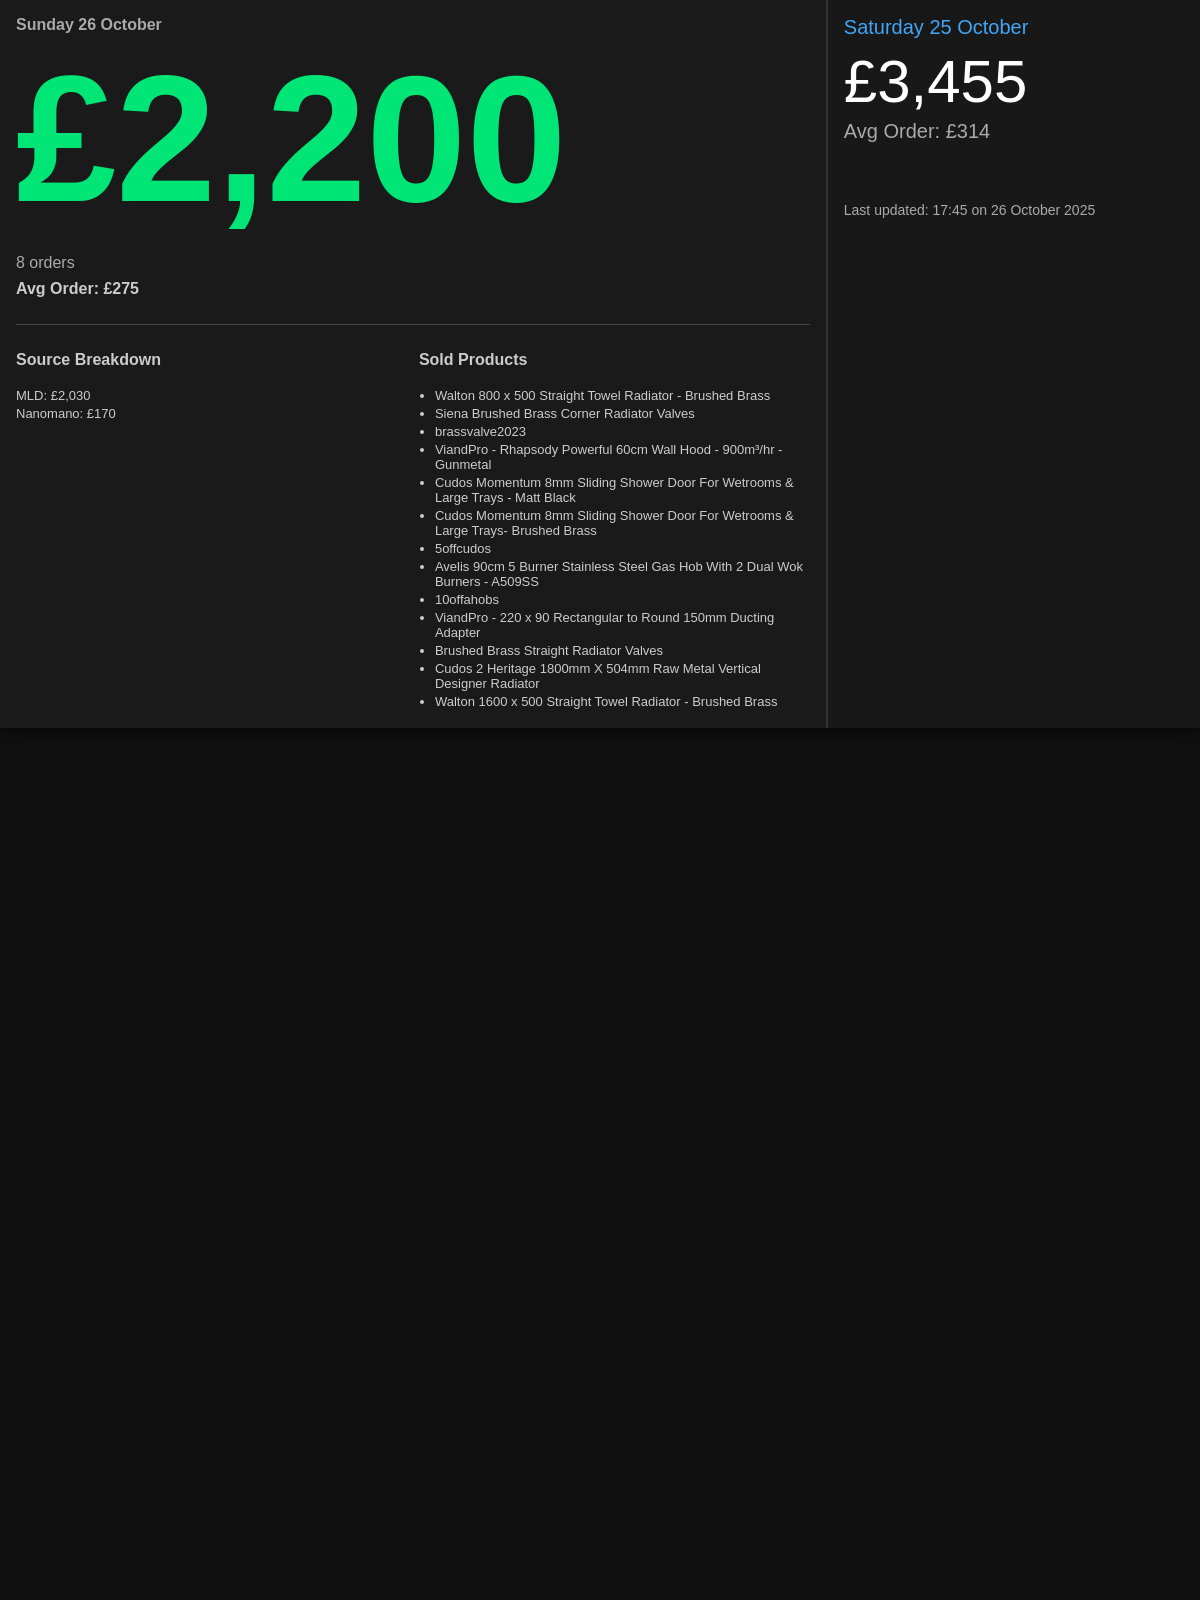 Sunday 26 October
£2,200
8 orders
Avg Order: £275
Source Breakdown
MLD: £2,030
Nanomano: £170
Sold Products
• Walton 800 x 500 Straight Towel Radiator - Brushed Brass
• Siena Brushed Brass Corner Radiator Valves
• brassvalve2023
• ViandPro - Rhapsody Powerful 60cm Wall Hood - 900m³/hr -
Gunmetal
• Cudos Momentum 8mm Sliding Shower Door For Wetrooms &
Large Trays - Matt Black
• Cudos Momentum 8mm Sliding Shower Door For Wetrooms &
Large Trays- Brushed Brass
• 5offcudos
• Avelis 90cm 5 Burner Stainless Steel Gas Hob With 2 Dual Wok
Burners - A509SS
• 10offahobs
• ViandPro - 220 x 90 Rectangular to Round 150mm Ducting
Adapter
• Brushed Brass Straight Radiator Valves
• Cudos 2 Heritage 1800mm X 504mm Raw Metal Vertical
Designer Radiator
• Walton 1600 x 500 Straight Towel Radiator - Brushed Brass
Saturday 25 October
£3,455
Avg Order: £314
Last updated: 17:45 on 26 October 2025